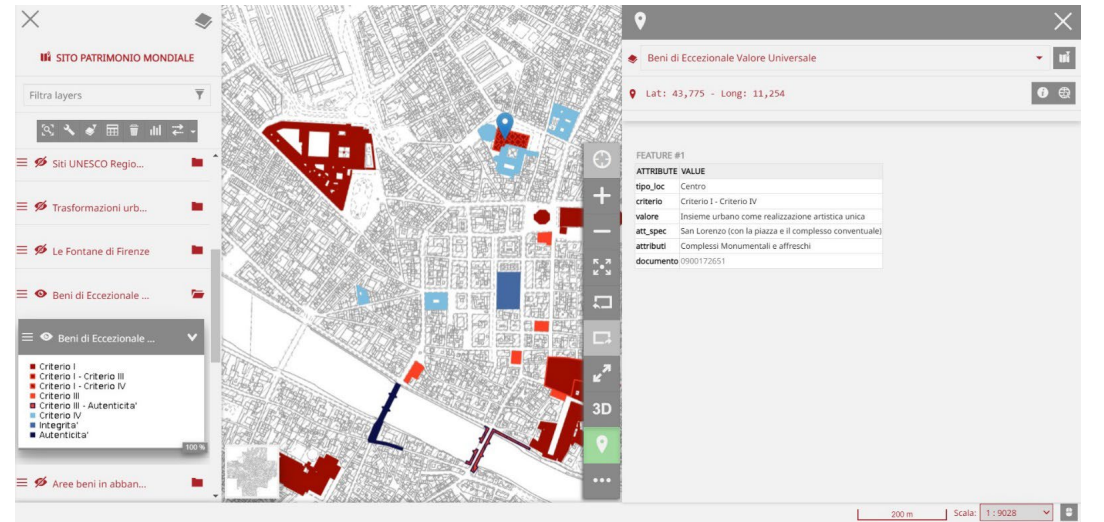 SITO PATRIMONIO MONDIALE
Filtra layers
Siti UNESCO Regio...
Trasformazioni urb...
Le Fontane di Firenze
Beni di Eccezionale ...
Beni di Eccezionale ...
Criterio I
Criterio I - Criterio III
Criterio I - Criterio IV
Criterio III
Criterio III - Autenticita'
Criterio IV
Integrita'
Autenticita'
100 %
Aree beni in abban...
3D
Beni di Eccezionale Valore Universale
Lat: 43,775 - Long: 11,254
FEATURE #1
ATTRIBUTE VALUE
tipo_loc Centro
criterio Criterio I - Criterio IV
valore Insieme urbano come realizzazione artistica unica
att_spec San Lorenzo (con la piazza e il complesso conventuale)
attributi Complessi Monumentali e affreschi
documento 0900172651
200 m Scala: 1 : 9028